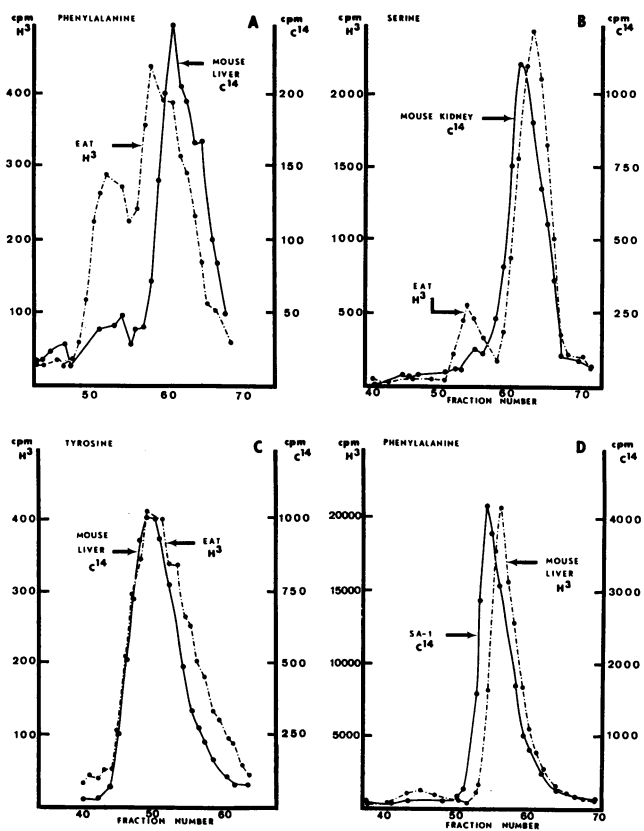 cpm
H3
PHENYLALANINE
A
cpm
C14
400
300
200
100
200
150
100
50
MOUSE
LIVER
C14
EAT
H3
50
60
70
cpm
H3
SERINE
B
cpm
C14
2000
1500
1000
500
1000
750
500
250
MOUSE KIDNEY
C14
EAT
H3
40
50
60
70
FRACTION NUMBER
cpm
H3
TYROSINE
C
cpm
C14
400
300
200
100
1000
750
500
250
MOUSE
LIVER
C14
EAT
H3
40
50
60
FRACTION NUMBER
cpm
H3
PHENYLALANINE
D
cpm
C14
20000
15000
10000
5000
4000
3000
2000
1000
MOUSE
LIVER
H3
SA-1
C14
40
50
60
70
FRACTION NUMBER